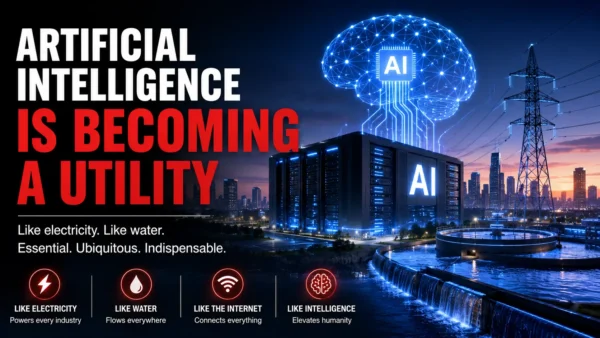 ARTIFICIAL
INTELLIGENCE
IS BECOMING
A UTILITY
Like electricity. Like water.
Essential. Ubiquitous. Indispensable.
AI
AI
LIKE ELECTRICITY
Powers every industry
LIKE WATER
Flows everywhere
LIKE THE INTERNET
Connects everything
LIKE INTELLIGENCE
Elevates humanity